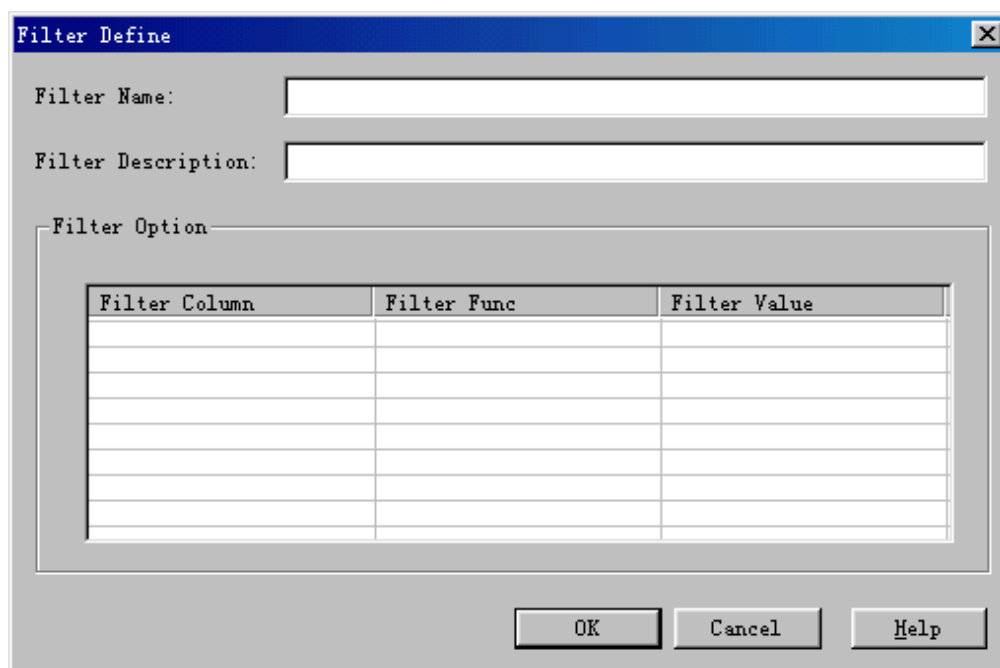 Filter Define
Filter Name:
Filter Description:
Filter Option
Filter Column Filter Func Filter Value
OK Cancel Help